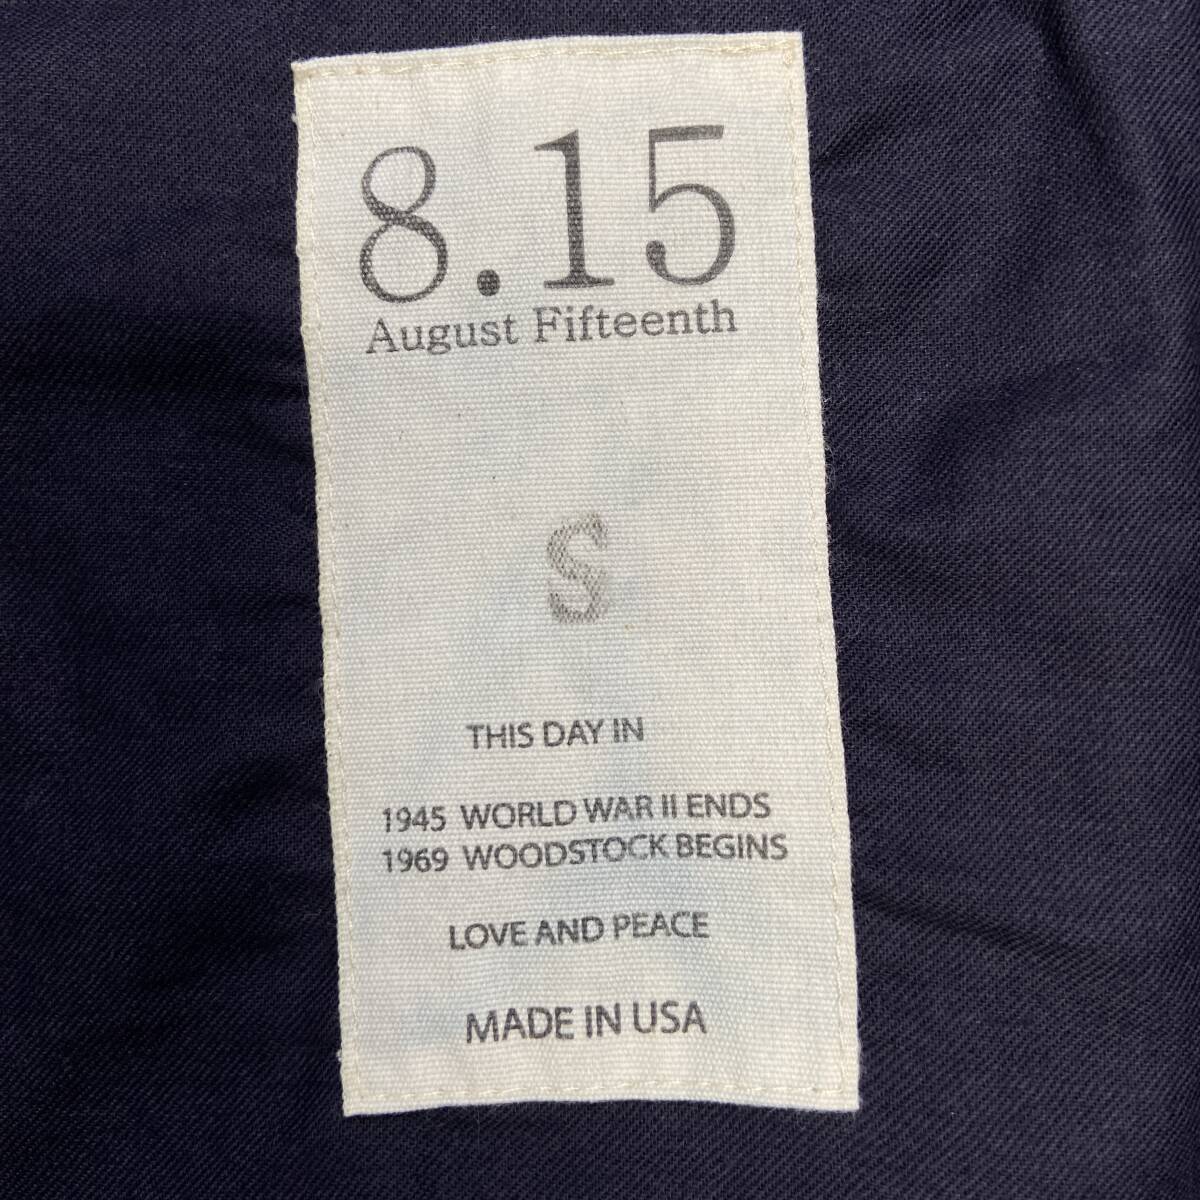 8.15
August Fifteenth
S
THIS DAY IN
1945 WORLD WAR II ENDS
1969 WOODSTOCK BEGINS
LOVE AND PEACE
MADE IN USA